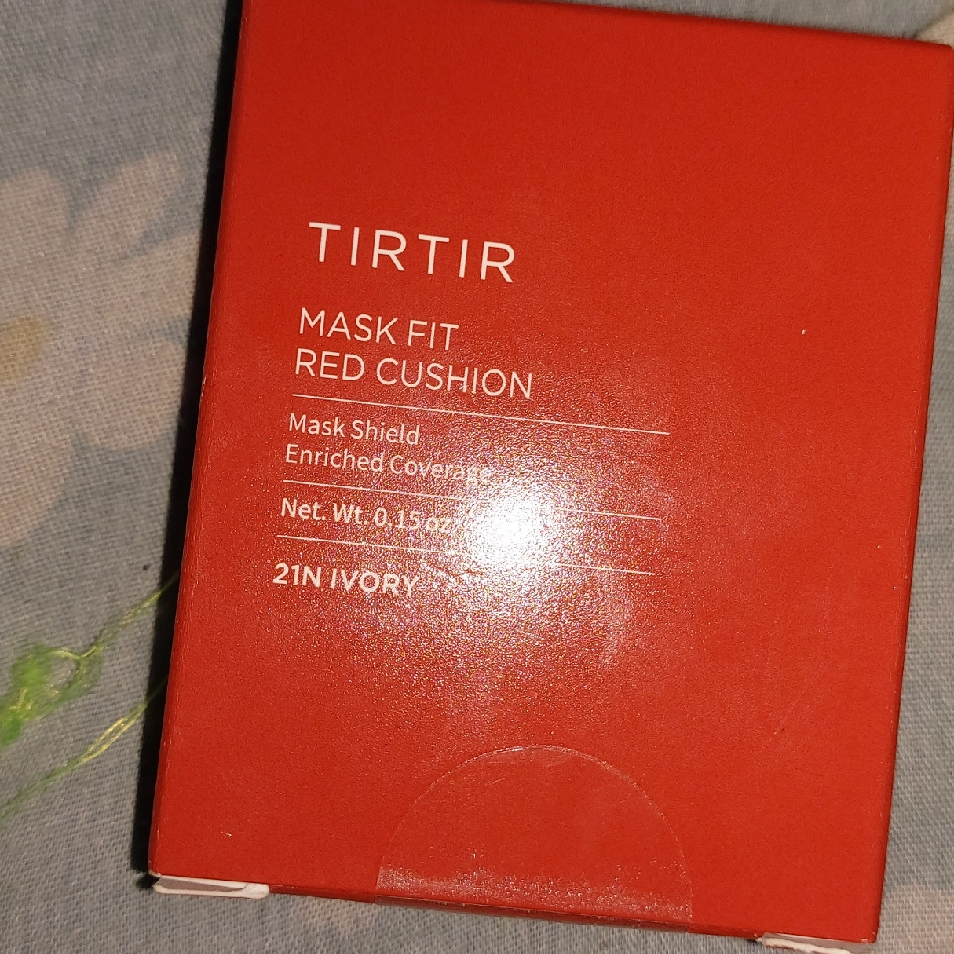 TIRTIR
MASK FIT
RED CUSHION
Mask Shield
Enriched Coverage
Net. Wt. 0.15 oz
21N IVORY